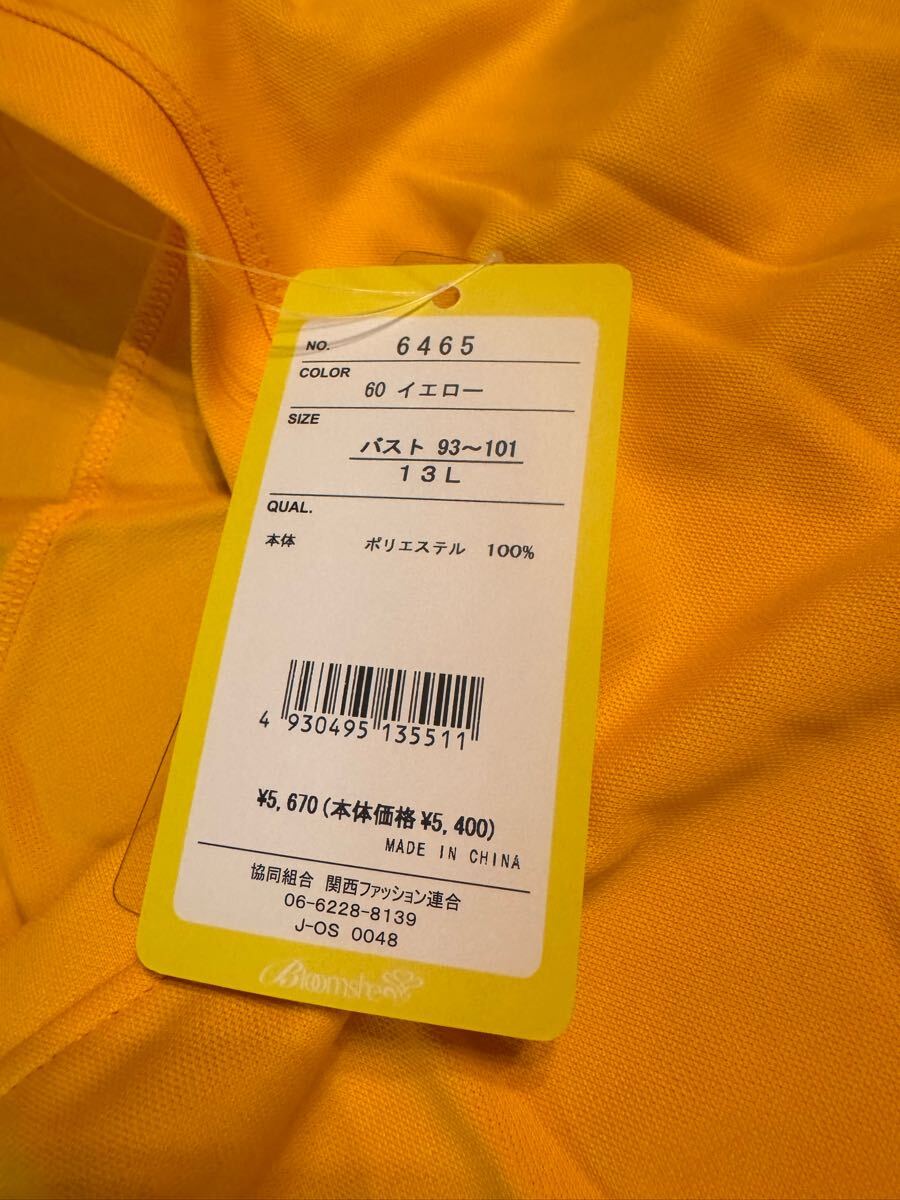 NO. 6465
COLOR
60 イエロー
SIZE
バスト 93～101
13L
QUAL.
本体 ポリエステル 100%
4 930495 135511
¥5,670(本体価格¥5,400)
MADE IN CHINA
協同組合 関西ファッション連合
06-6228-8139
J-OS 0048
Bloomshe